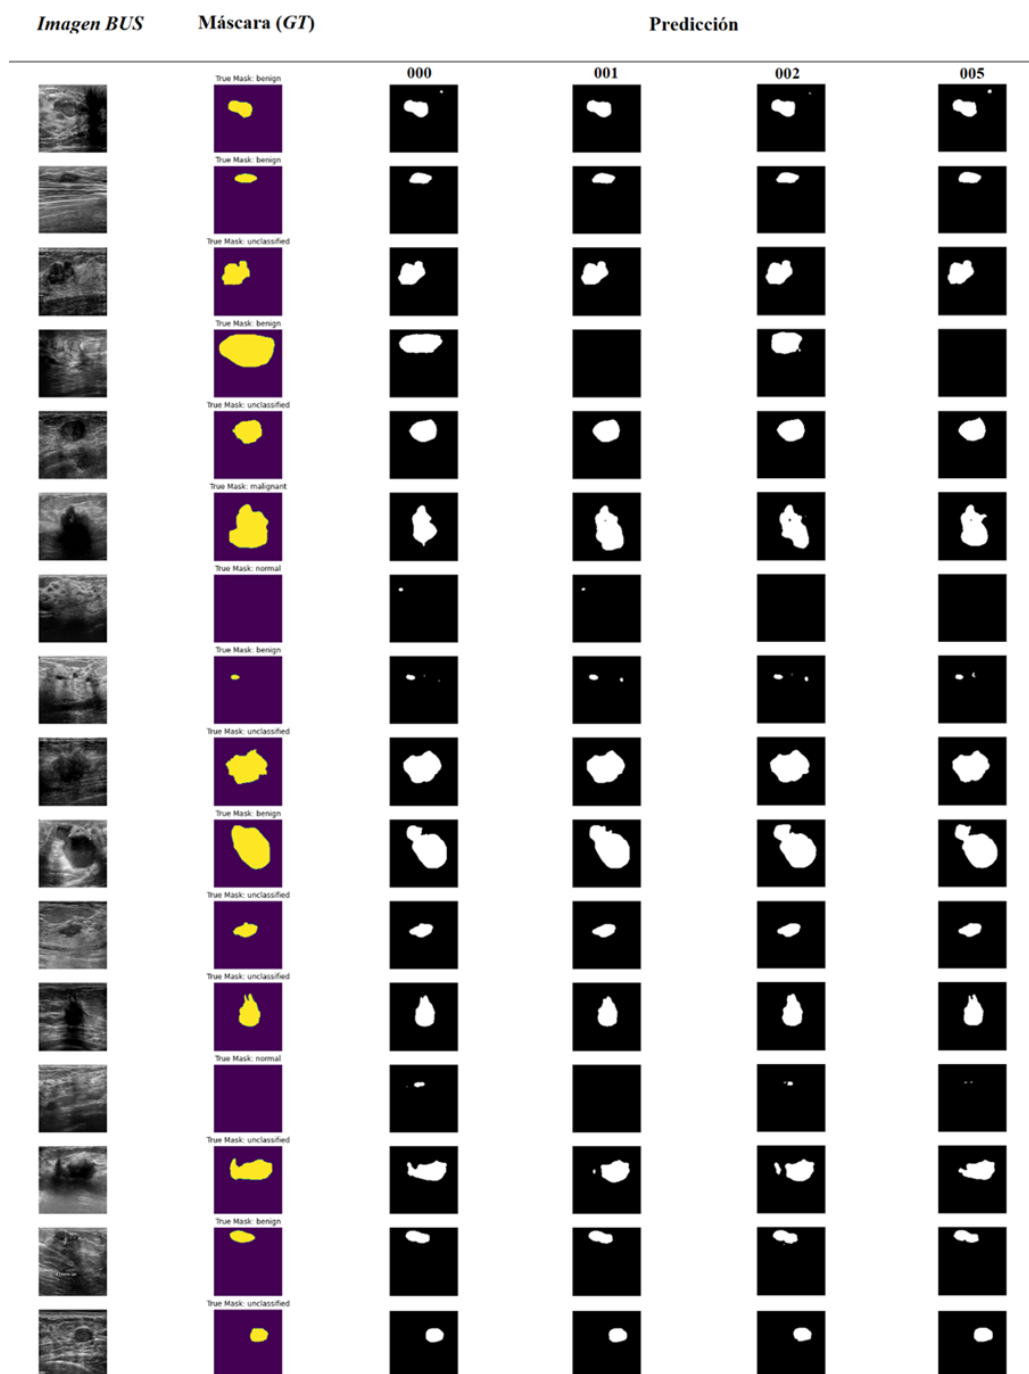 Imagen BUS Máscara (GT) Predicción
000 001 002 005
True Mask: benign
True Mask: benign
True Mask: unclassified
True Mask: benign
True Mask: unclassified
True Mask: malignant
True Mask: normal
True Mask: benign
True Mask: unclassified
True Mask: benign
True Mask: unclassified
True Mask: unclassified
True Mask: normal
True Mask: unclassified
True Mask: benign
True Mask: unclassified